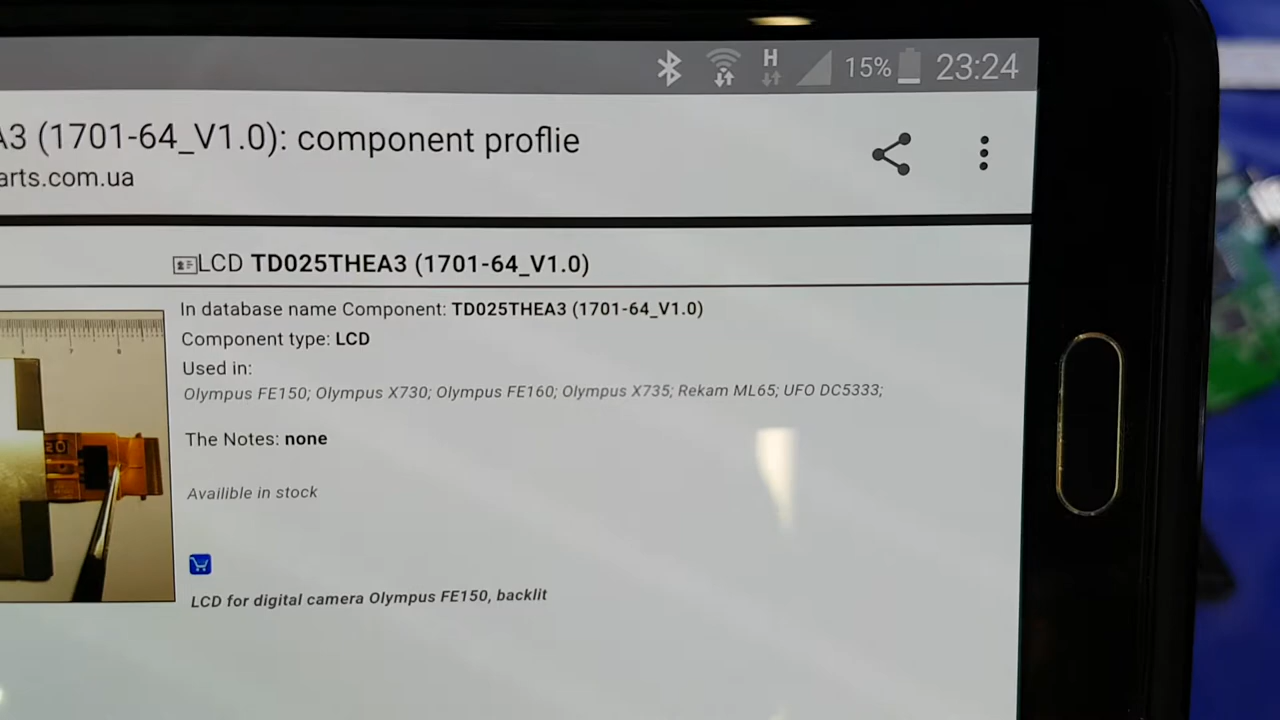 15% 23:24
A3 (1701-64_V1.0): component proflie
arts.com.ua
LCD TD025THEA3 (1701-64_V1.0)
In database name Component: TD025THEA3 (1701-64_V1.0)
Component type: LCD
Used in:
Olympus FE150; Olympus X730; Olympus FE160; Olympus X735; Rekam ML65; UFO DC5333;
The Notes: none
Availible in stock
LCD for digital camera Olympus FE150, backlit